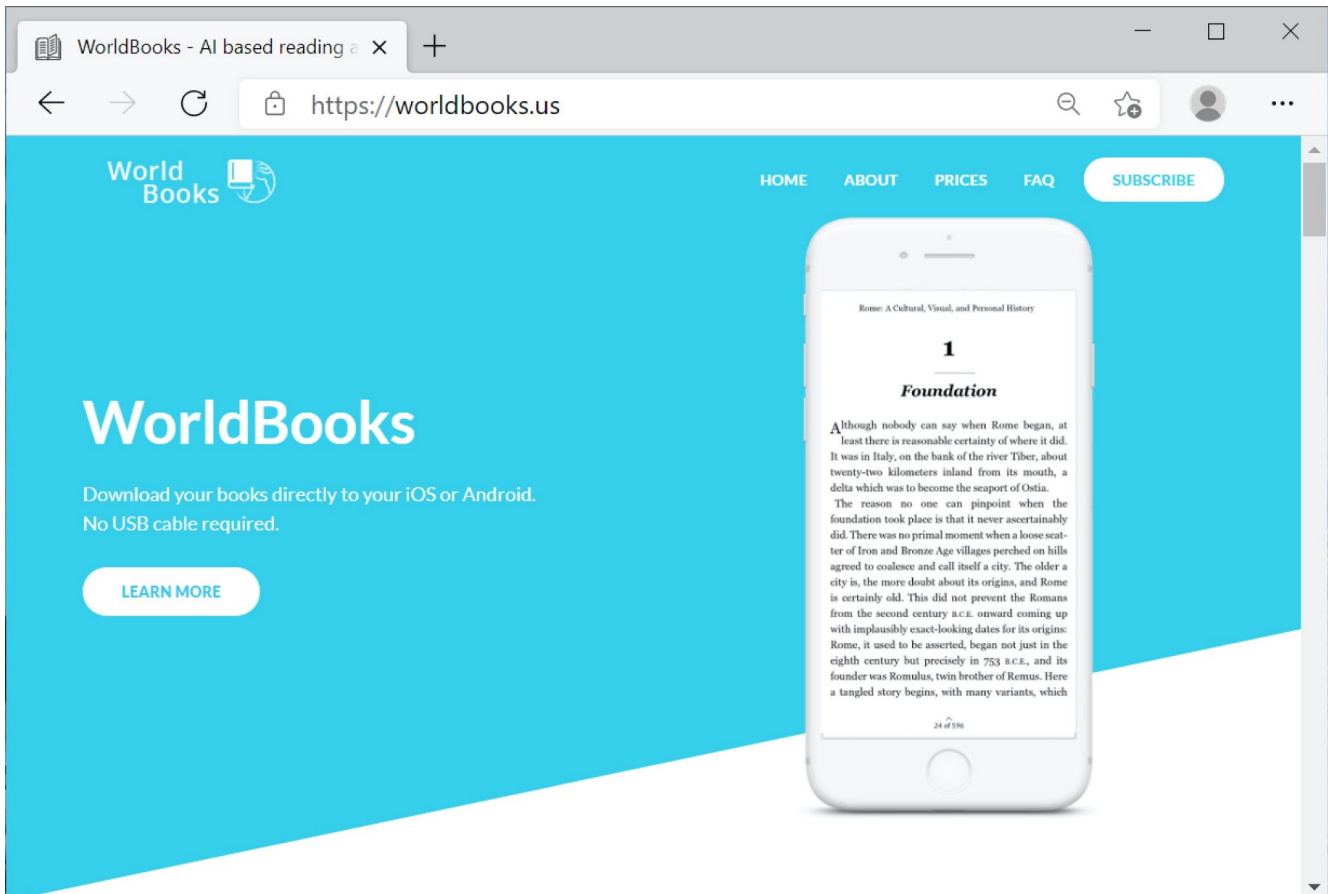 WorldBooks - AI based reading a
https://worldbooks.us
World
Books
HOME ABOUT PRICES FAQ SUBSCRIBE
WorldBooks
Download your books directly to your iOS or Android.
No USB cable required.
LEARN MORE
Rome: A Cultural, Visual, and Personal History
1
Foundation
Although nobody can say when Rome began, at
least there is reasonable certainty of where it did.
It was in Italy, on the bank of the river Tiber, about
twenty-two kilometers inland from its mouth, a
delta which was to become the seaport of Ostia.
The reason no one can pinpoint when the
foundation took place is that it never ascertainably
did. There was no primal moment when a loose scat-
ter of Iron and Bronze Age villages perched on hills
agreed to coalesce and call itself a city. The older a
city is, the more doubt about its origins, and Rome
is certainly old. This did not prevent the Romans
from the second century B.C.E. onward coming up
with implausibly exact-looking dates for its origins:
Rome, it used to be asserted, began not just in the
eighth century but precisely in 753 B.C.E., and its
founder was Romulus, twin brother of Remus. Here
a tangled story begins, with many variants, which
24 of 596